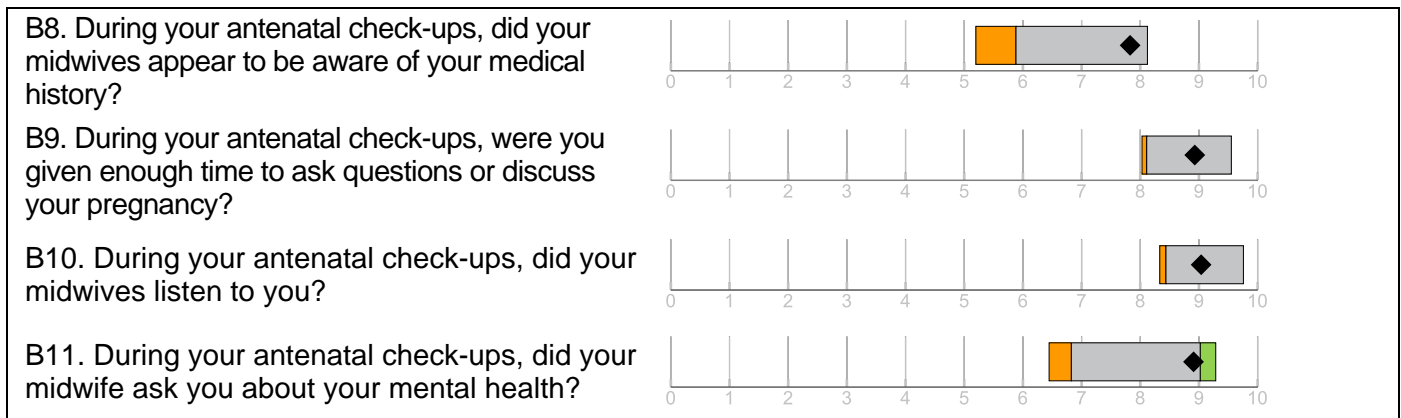 B8. During your antenatal check-ups, did your
midwives appear to be aware of your medical
history?
0 1 2 3 4 5 6 7 8 9 10
B9. During your antenatal check-ups, were you
given enough time to ask questions or discuss
your pregnancy?
0 1 2 3 4 5 6 7 8 9 10
B10. During your antenatal check-ups, did your
midwives listen to you?
0 1 2 3 4 5 6 7 8 9 10
B11. During your antenatal check-ups, did your
midwife ask you about your mental health?
0 1 2 3 4 5 6 7 8 9 10